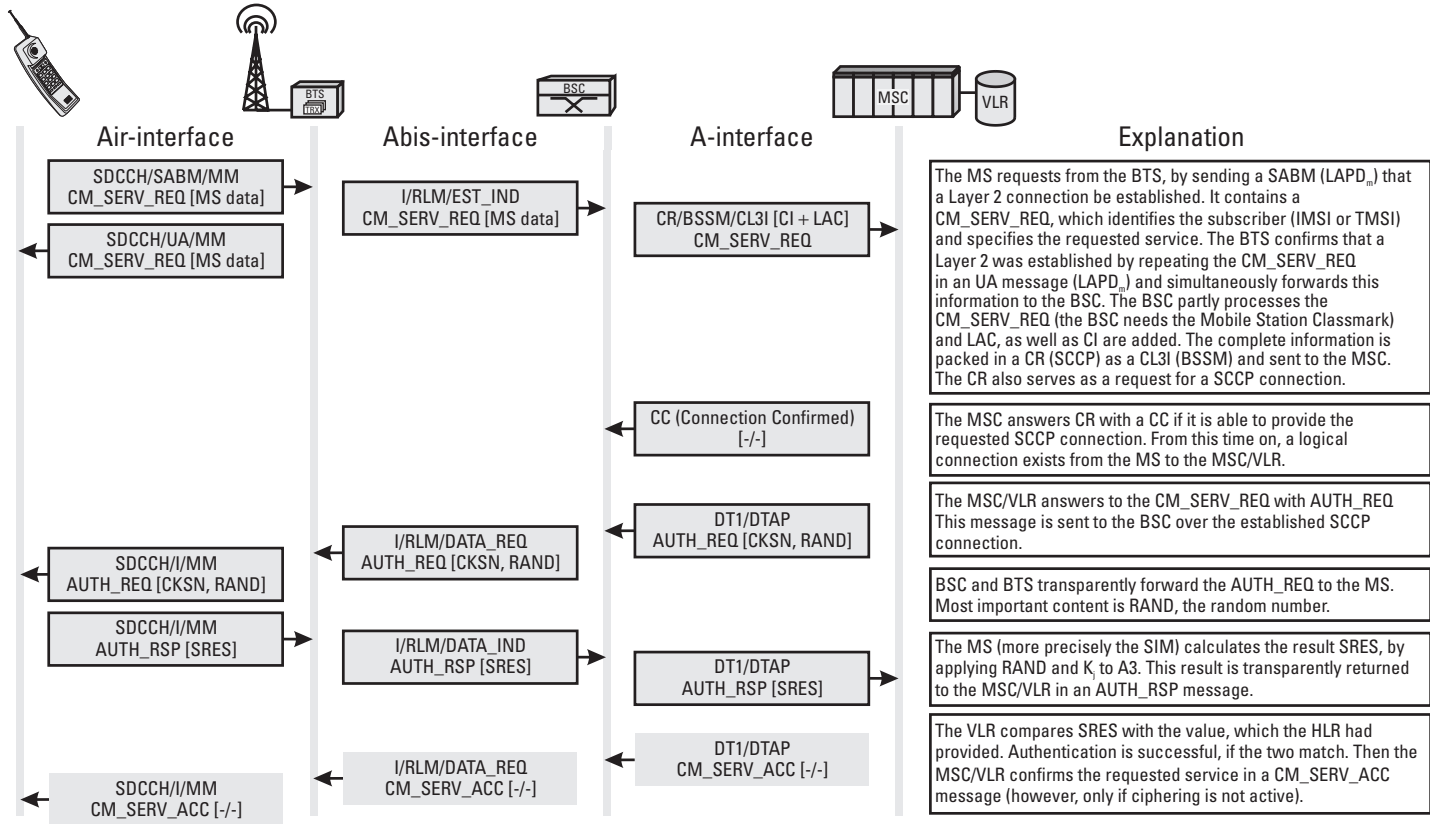 BTS
TRX
BSC
MSC
VLR
Air-interface
Abis-interface
A-interface
Explanation
SDCCH/SABM/MM
CM_SERV_REQ [MS data]
I/RLM/EST_IND
CM_SERV_REQ [MS data]
CR/BSSM/CL3I [CI + LAC]
CM_SERV_REQ
SDCCH/UA/MM
CM_SERV_REQ [MS data]
The MS requests from the BTS, by sending a SABM (LAPDm) that
a Layer 2 connection be established. It contains a
CM_SERV_REQ, which identifies the subscriber (IMSI or TMSI)
and specifies the requested service. The BTS confirms that a
Layer 2 was established by repeating the CM_SERV_REQ
in an UA message (LAPDm) and simultaneously forwards this
information to the BSC. The BSC partly processes the
CM_SERV_REQ (the BSC needs the Mobile Station Classmark)
and LAC, as well as CI are added. The complete information is
packed in a CR (SCCP) as a CL3I (BSSM) and sent to the MSC.
The CR also serves as a request for a SCCP connection.
CC (Connection Confirmed)
[-/-]
The MSC answers CR with a CC if it is able to provide the
requested SCCP connection. From this time on, a logical
connection exists from the MS to the MSC/VLR.
DT1/DTAP
AUTH_REQ [CKSN, RAND]
The MSC/VLR answers to the CM_SERV_REQ with AUTH_REQ
This message is sent to the BSC over the established SCCP
connection.
I/RLM/DATA_REQ
AUTH_REQ [CKSN, RAND]
SDCCH/I/MM
AUTH_REQ [CKSN, RAND]
BSC and BTS transparently forward the AUTH_REQ to the MS.
Most important content is RAND, the random number.
SDCCH/I/MM
AUTH_RSP [SRES]
I/RLM/DATA_IND
AUTH_RSP [SRES]
DT1/DTAP
AUTH_RSP [SRES]
The MS (more precisely the SIM) calculates the result SRES, by
applying RAND and Ki to A3. This result is transparently returned
to the MSC/VLR in an AUTH_RSP message.
DT1/DTAP
CM_SERV_ACC [-/-]
I/RLM/DATA_REQ
CM_SERV_ACC [-/-]
SDCCH/I/MM
CM_SERV_ACC [-/-]
The VLR compares SRES with the value, which the HLR had
provided. Authentication is successful, if the two match. Then the
MSC/VLR confirms the requested service in a CM_SERV_ACC
message (however, only if ciphering is not active).